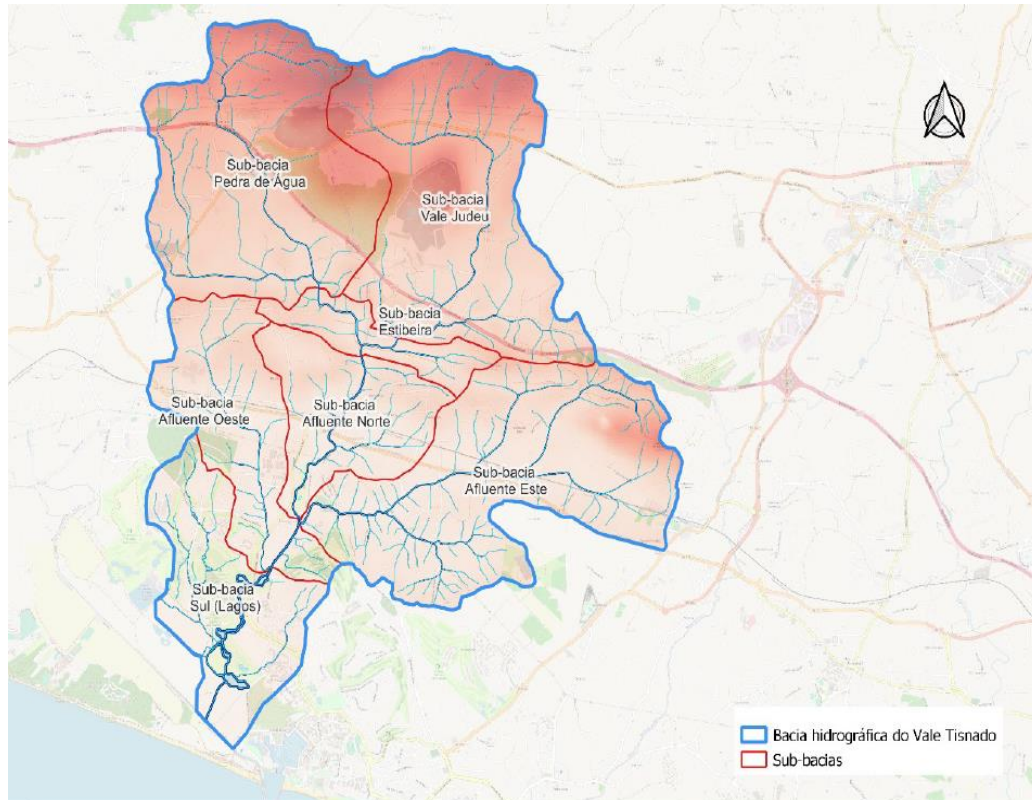 Sub-bacia
Pedra de Água
Sub-bacia
Vale Judeu
Sub-bacia
Estibeira
Sub-bacia
Afluente Oeste
Sub-bacia
Afluente Norte
Sub-bacia
Afluente Este
Sub-bacia
Sul (Lagos)
Bacia hidrográfica do Vale Tisnado
Sub-bacias